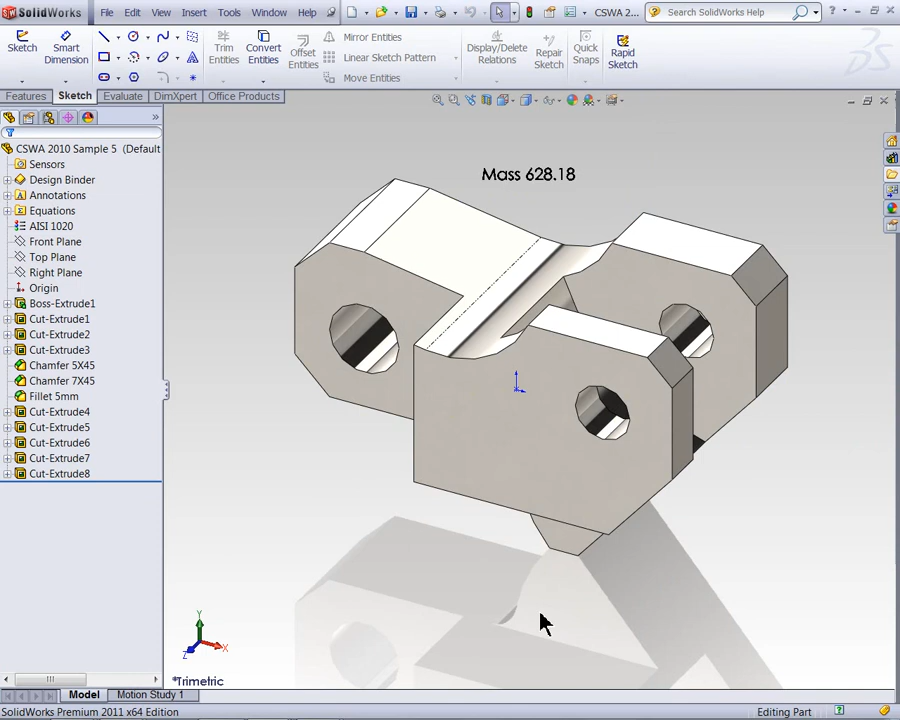 SolidWorks File Edit View Insert Tools Window Help CSWA 2... Search SolidWorks Help
Sketch
Smart Dimension
Trim Entities
Convert Entities
Offset Entities
Mirror Entities
Linear Sketch Pattern
Move Entities
Display/Delete Relations
Repair Sketch
Quick Snaps
Rapid Sketch
Features Sketch Evaluate DimXpert Office Products
CSWA 2010 Sample 5 (Default
Sensors
Design Binder
Annotations
Equations
AISI 1020
Front Plane
Top Plane
Right Plane
Origin
Boss-Extrude1
Cut-Extrude1
Cut-Extrude2
Cut-Extrude3
Chamfer 5X45
Chamfer 7X45
Fillet 5mm
Cut-Extrude4
Cut-Extrude5
Cut-Extrude6
Cut-Extrude7
Cut-Extrude8
Mass 628.18
Y
X
Z
*Trimetric
Model Motion Study 1
SolidWorks Premium 2011 x64 Edition Editing Part